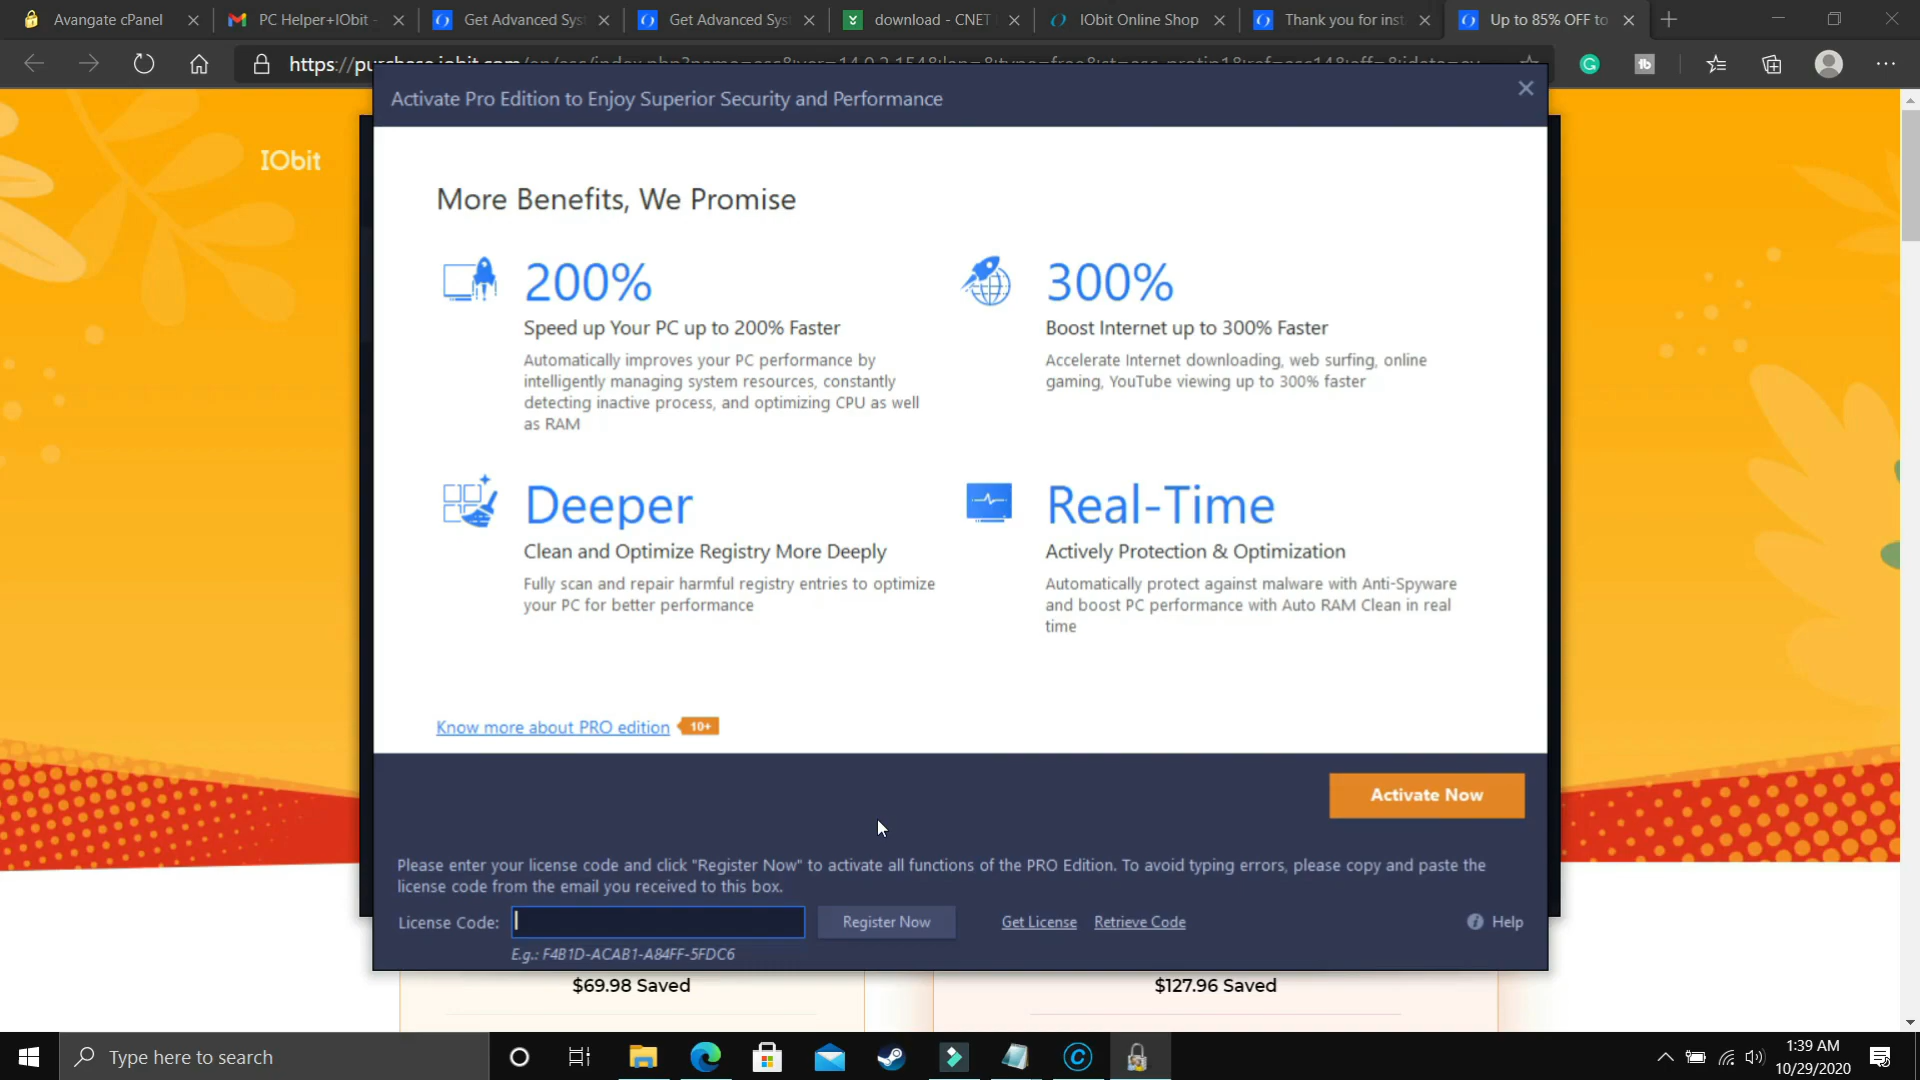 Avangate cPanel
PC Helper+IObit -
Get Advanced Sys
Get Advanced Sys
download - CNET
IObit Online Shop
Thank you for inst
Up to 85% OFF to
Activate Pro Edition to Enjoy Superior Security and Performance
IObit
More Benefits, We Promise
200%
Speed up Your PC up to 200% Faster
Automatically improves your PC performance by
intelligently managing system resources, constantly
detecting inactive process, and optimizing CPU as well
as RAM
300%
Boost Internet up to 300% Faster
Accelerate Internet downloading, web surfing, online
gaming, YouTube viewing up to 300% faster
Deeper
Clean and Optimize Registry More Deeply
Fully scan and repair harmful registry entries to optimize
your PC for better performance
Real-Time
Actively Protection & Optimization
Automatically protect against malware with Anti-Spyware
and boost PC performance with Auto RAM Clean in real
time
Know more about PRO edition 10+
Activate Now
Please enter your license code and click "Register Now" to activate all functions of the PRO Edition. To avoid typing errors, please copy and paste the
license code from the email you received to this box.
License Code:
Register Now
Get License
Retrieve Code
Help
E.g.: F4B1D-ACAB1-A84FF-5FDC6
$69.98 Saved
$127.96 Saved
Type here to search
1:39 AM
10/29/2020